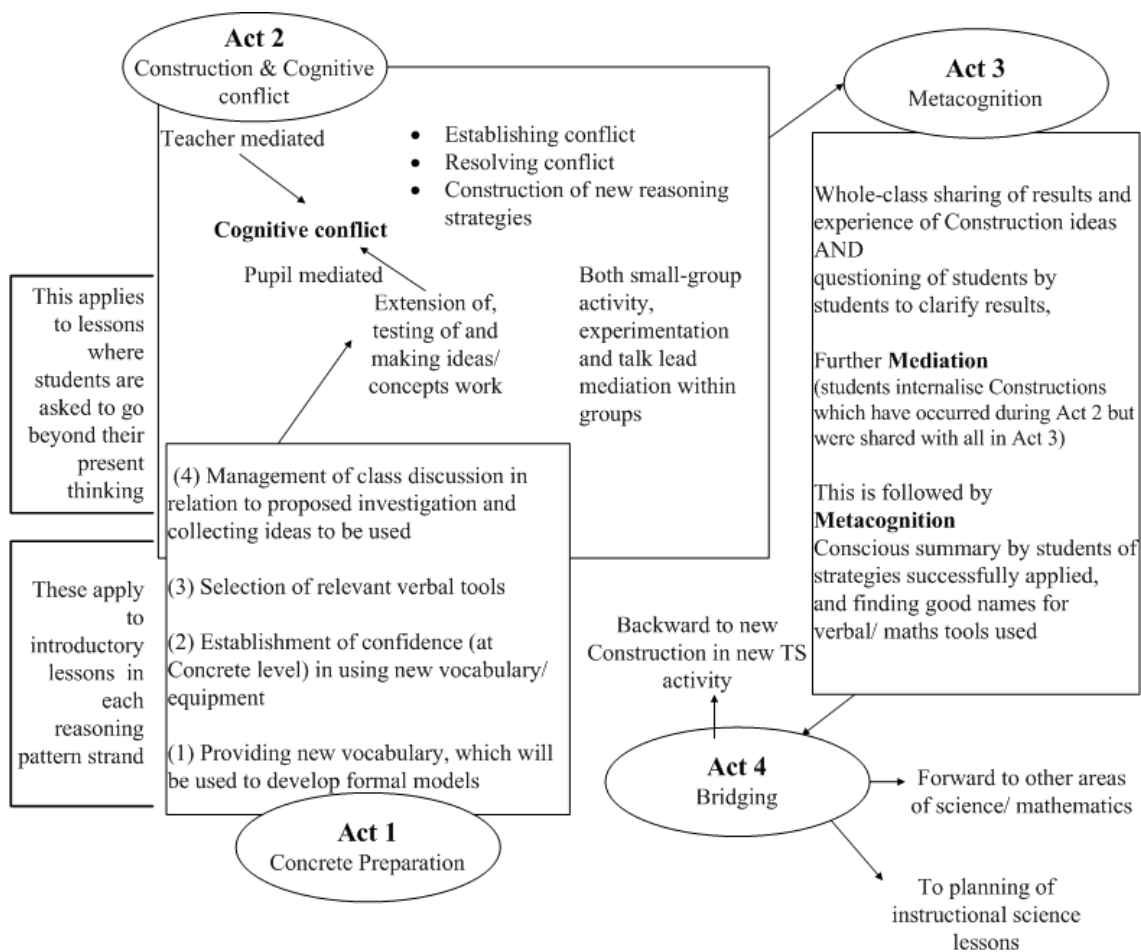 Act 2
Construction & Cognitive
conflict
Teacher mediated
• Establishing conflict
• Resolving conflict
• Construction of new reasoning
strategies
Cognitive conflict
Pupil mediated
Extension of,
testing of and
making ideas/
concepts work
Both small-group
activity,
experimentation
and talk lead
mediation within
groups
This applies
to lessons
where
students are
asked to go
beyond their
present
thinking
These apply
to
introductory
lessons in
each
reasoning
pattern strand
(4) Management of class discussion in
relation to proposed investigation and
collecting ideas to be used
(3) Selection of relevant verbal tools
(2) Establishment of confidence (at
Concrete level) in using new vocabulary/
equipment
(1) Providing new vocabulary, which will
be used to develop formal models
Act 1
Concrete Preparation
Act 3
Metacognition
Whole-class sharing of results and
experience of Construction ideas
AND
questioning of students by
students to clarify results,
Further Mediation
(students internalise Constructions
which have occurred during Act 2 but
were shared with all in Act 3)
This is followed by
Metacognition
Conscious summary by students of
strategies successfully applied,
and finding good names for
verbal/ maths tools used
Backward to new
Construction in new TS
activity
Act 4
Bridging
Forward to other areas
of science/ mathematics
To planning of
instructional science
lessons